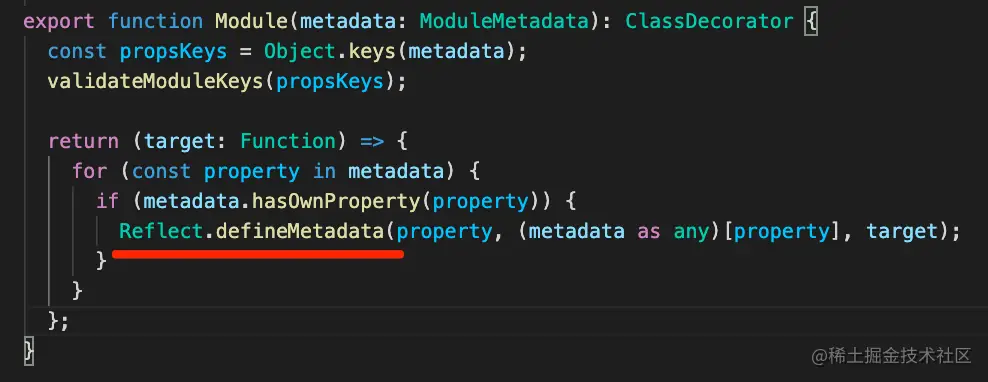 export function Module(metadata: ModuleMetadata): ClassDecorator {
  const propsKeys = Object.keys(metadata);
  validateModuleKeys(propsKeys);

  return (target: Function) => {
    for (const property in metadata) {
      if (metadata.hasOwnProperty(property)) {
        Reflect.defineMetadata(property, (metadata as any)[property], target);
      }
    }
  };
}
@稀土掘金技术社区